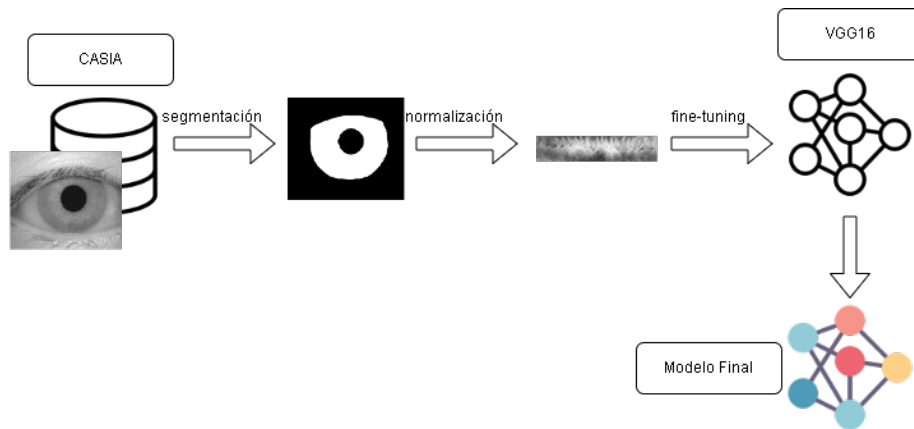 CASIA
VGG16
segmentación
normalización
fine-tuning
Modelo Final